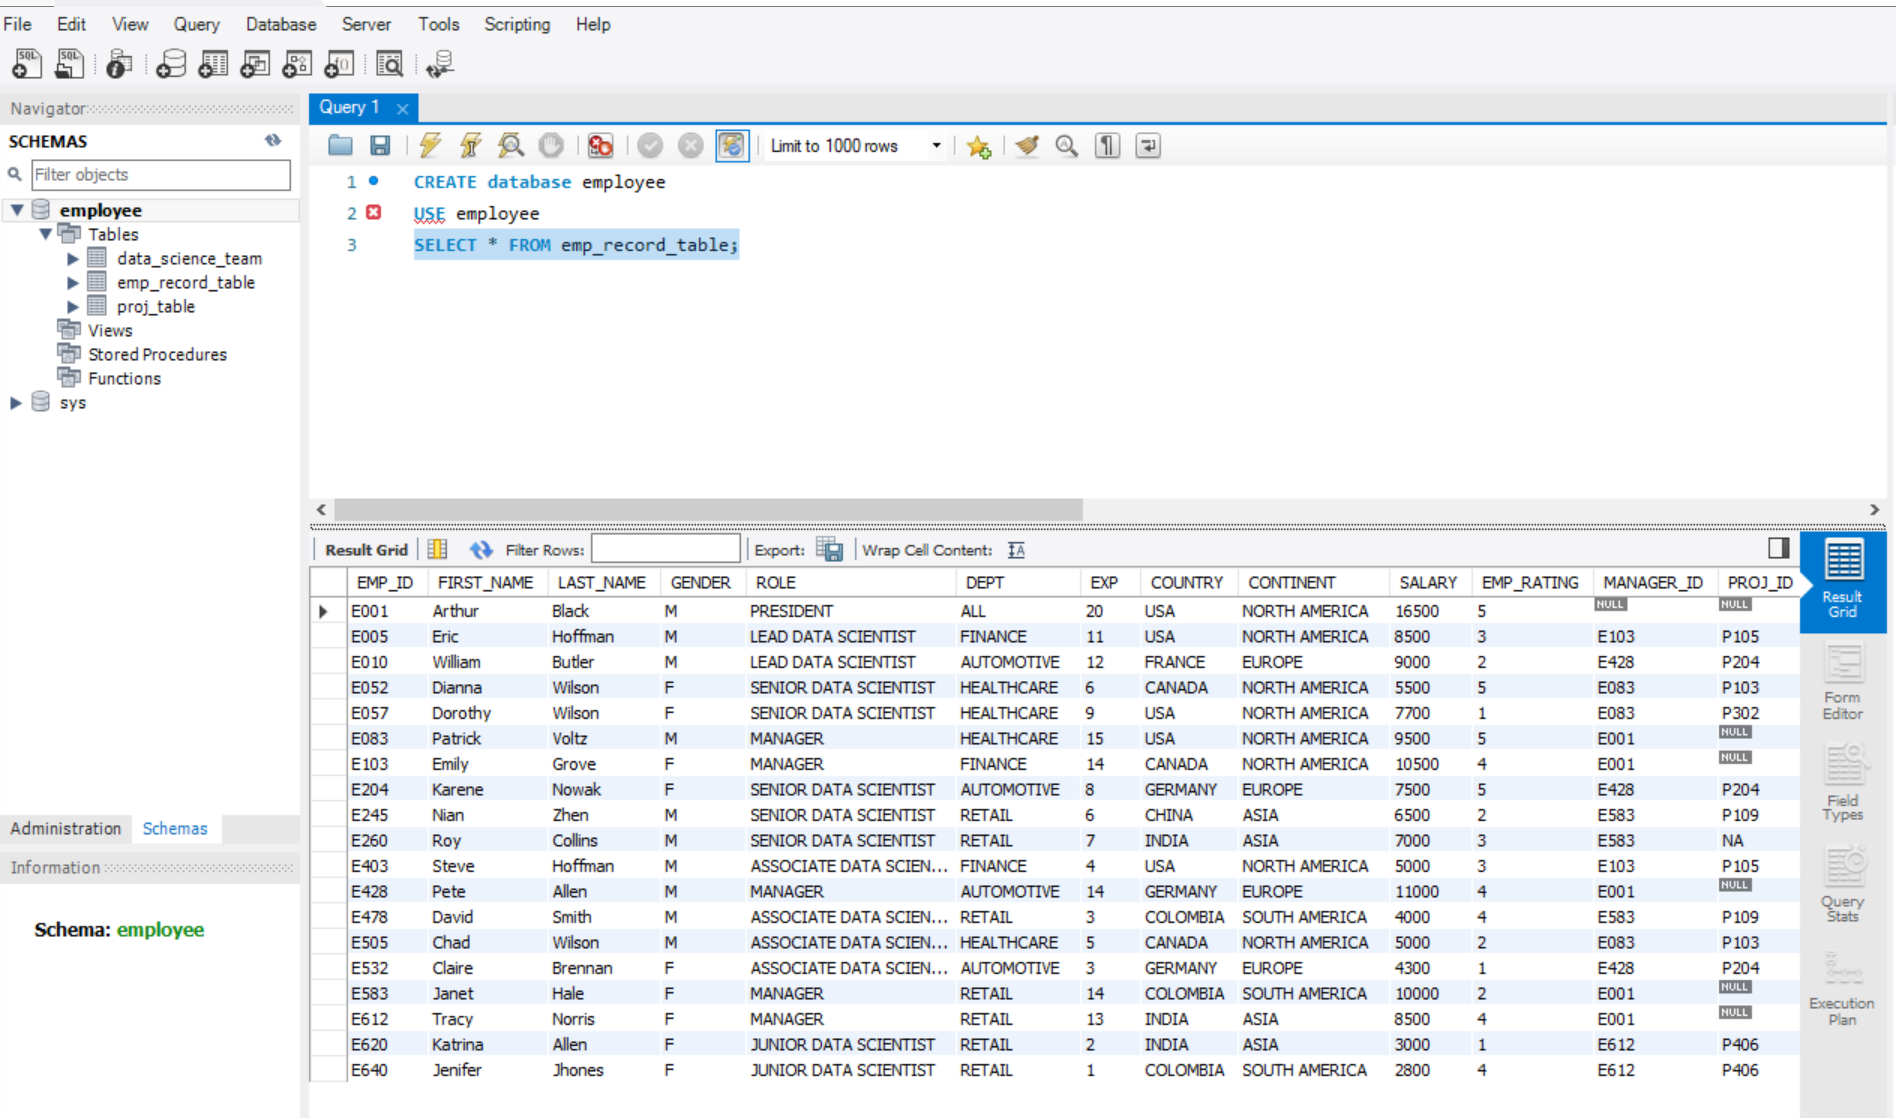 File Edit View Query Database Server Tools Scripting Help
Navigator
SCHEMAS
Filter objects
employee
Tables
data_science_team
emp_record_table
proj_table
Views
Stored Procedures
Functions
sys
Administration Schemas
Information
Schema: employee
Query 1
Limit to 1000 rows
1 CREATE database employee
2 USE employee
3 SELECT * FROM emp_record_table;
Result Grid Filter Rows: Export: Wrap Cell Content:
EMP_ID FIRST_NAME LAST_NAME GENDER ROLE DEPT EXP COUNTRY CONTINENT SALARY EMP_RATING MANAGER_ID PROJ_ID
E001 Arthur Black M PRESIDENT ALL 20 USA NORTH AMERICA 16500 5 NULL NULL
E005 Eric Hoffman M LEAD DATA SCIENTIST FINANCE 11 USA NORTH AMERICA 8500 3 E103 P105
E010 William Butler M LEAD DATA SCIENTIST AUTOMOTIVE 12 FRANCE EUROPE 9000 2 E428 P204
E052 Dianna Wilson F SENIOR DATA SCIENTIST HEALTHCARE 6 CANADA NORTH AMERICA 5500 5 E083 P103
E057 Dorothy Wilson F SENIOR DATA SCIENTIST HEALTHCARE 9 USA NORTH AMERICA 7700 1 E083 P302
E083 Patrick Voltz M MANAGER HEALTHCARE 15 USA NORTH AMERICA 9500 5 E001 NULL
E103 Emily Grove F MANAGER FINANCE 14 CANADA NORTH AMERICA 10500 4 E001 NULL
E204 Karene Nowak F SENIOR DATA SCIENTIST AUTOMOTIVE 8 GERMANY EUROPE 7500 5 E428 P204
E245 Nian Zhen M SENIOR DATA SCIENTIST RETAIL 6 CHINA ASIA 6500 2 E583 P109
E260 Roy Collins M SENIOR DATA SCIENTIST RETAIL 7 INDIA ASIA 7000 3 E583 NA
E403 Steve Hoffman M ASSOCIATE DATA SCIEN... FINANCE 4 USA NORTH AMERICA 5000 3 E103 P105
E428 Pete Allen M MANAGER AUTOMOTIVE 14 GERMANY EUROPE 11000 4 E001 NULL
E478 David Smith M ASSOCIATE DATA SCIEN... RETAIL 3 COLOMBIA SOUTH AMERICA 4000 4 E583 P109
E505 Chad Wilson M ASSOCIATE DATA SCIEN... HEALTHCARE 5 CANADA NORTH AMERICA 5000 2 E083 P103
E532 Claire Brennan F ASSOCIATE DATA SCIEN... AUTOMOTIVE 3 GERMANY EUROPE 4300 1 E428 P204
E583 Janet Hale F MANAGER RETAIL 14 COLOMBIA SOUTH AMERICA 10000 2 E001 NULL
E612 Tracy Norris F MANAGER RETAIL 13 INDIA ASIA 8500 4 E001 NULL
E620 Katrina Allen F JUNIOR DATA SCIENTIST RETAIL 2 INDIA ASIA 3000 1 E612 P406
E640 Jenifer Jhones F JUNIOR DATA SCIENTIST RETAIL 1 COLOMBIA SOUTH AMERICA 2800 4 E612 P406
Result
Grid
Form
Editor
Field
Types
Query
Stats
Execution
Plan